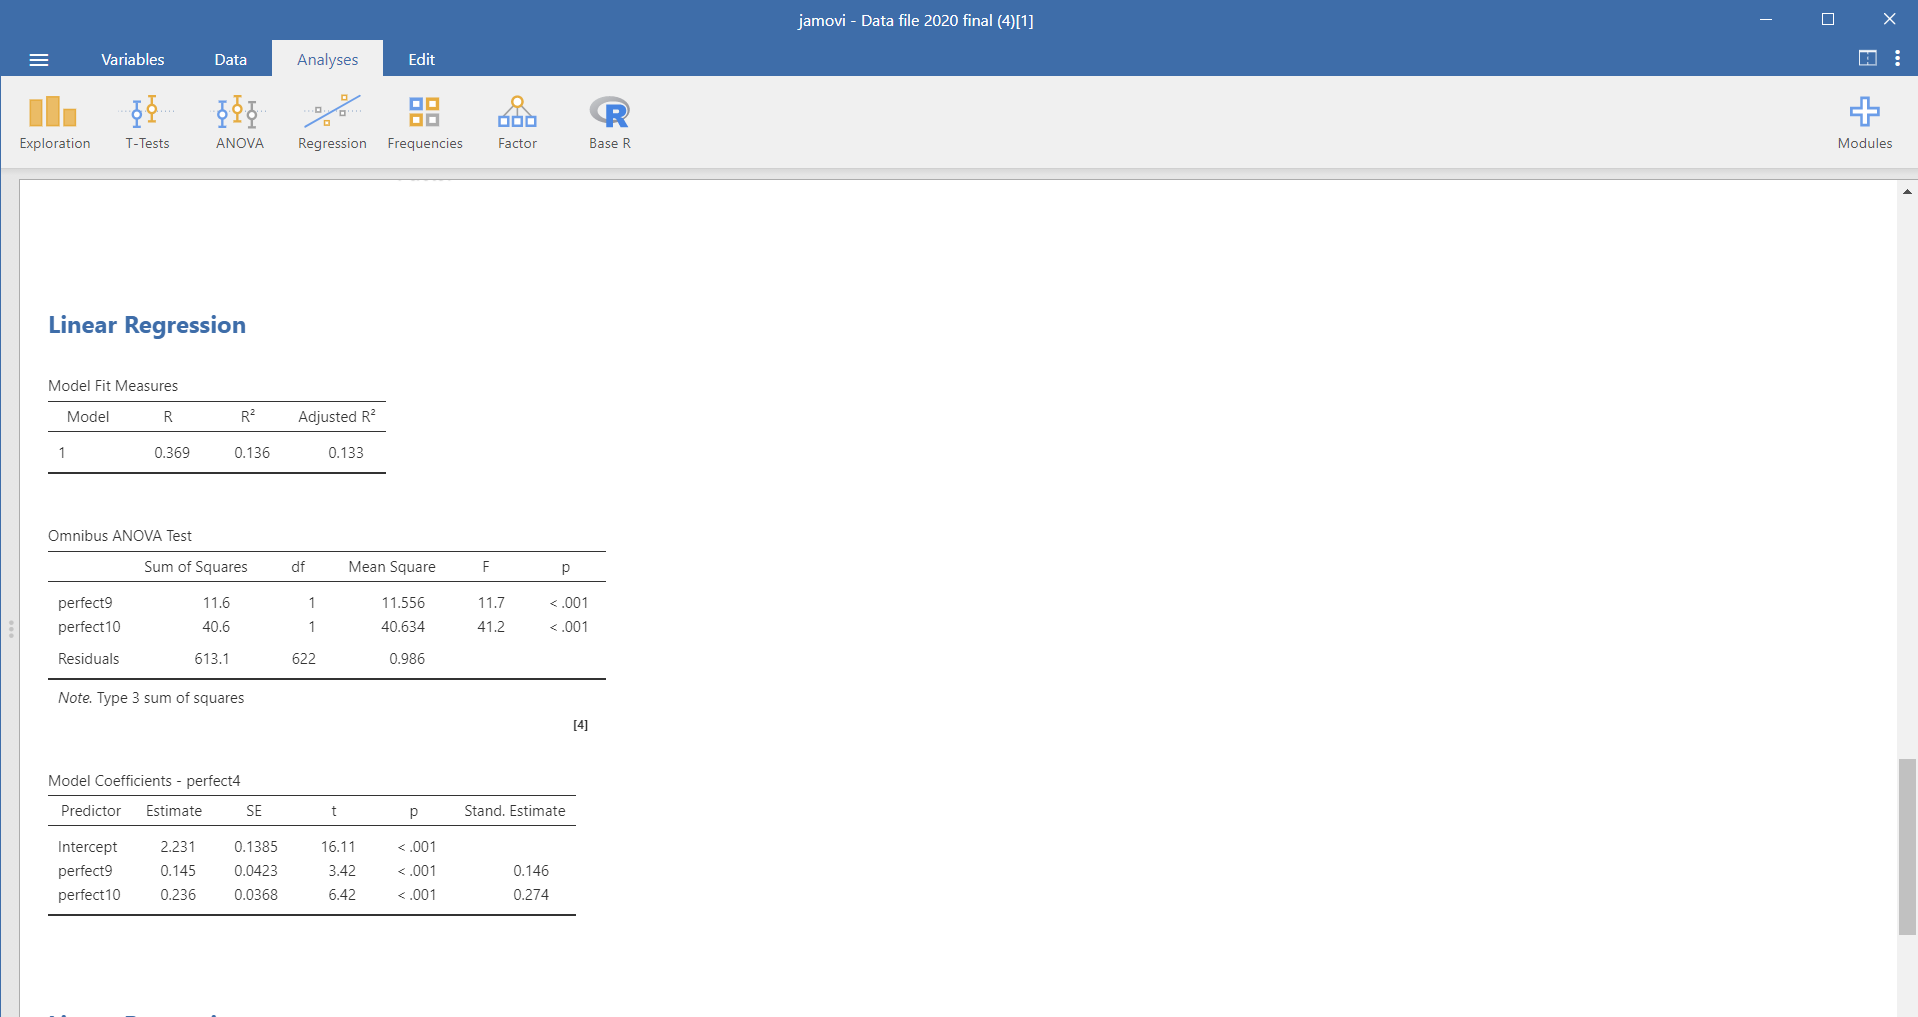 jamovi - Data file 2020 final (4)[1]
Variables Data Analyses Edit
Exploration T-Tests ANOVA Regression Frequencies Factor Base R Modules
Linear Regression
Model Fit Measures
Model R R² Adjusted R²
1 0.369 0.136 0.133
Omnibus ANOVA Test
Sum of Squares df Mean Square F p
perfect9 11.6 1 11.556 11.7 < .001
perfect10 40.6 1 40.634 41.2 < .001
Residuals 613.1 622 0.986
Note. Type 3 sum of squares
[4]
Model Coefficients - perfect4
Predictor Estimate SE t p Stand. Estimate
Intercept 2.231 0.1385 16.11 < .001
perfect9 0.145 0.0423 3.42 < .001 0.146
perfect10 0.236 0.0368 6.42 < .001 0.274